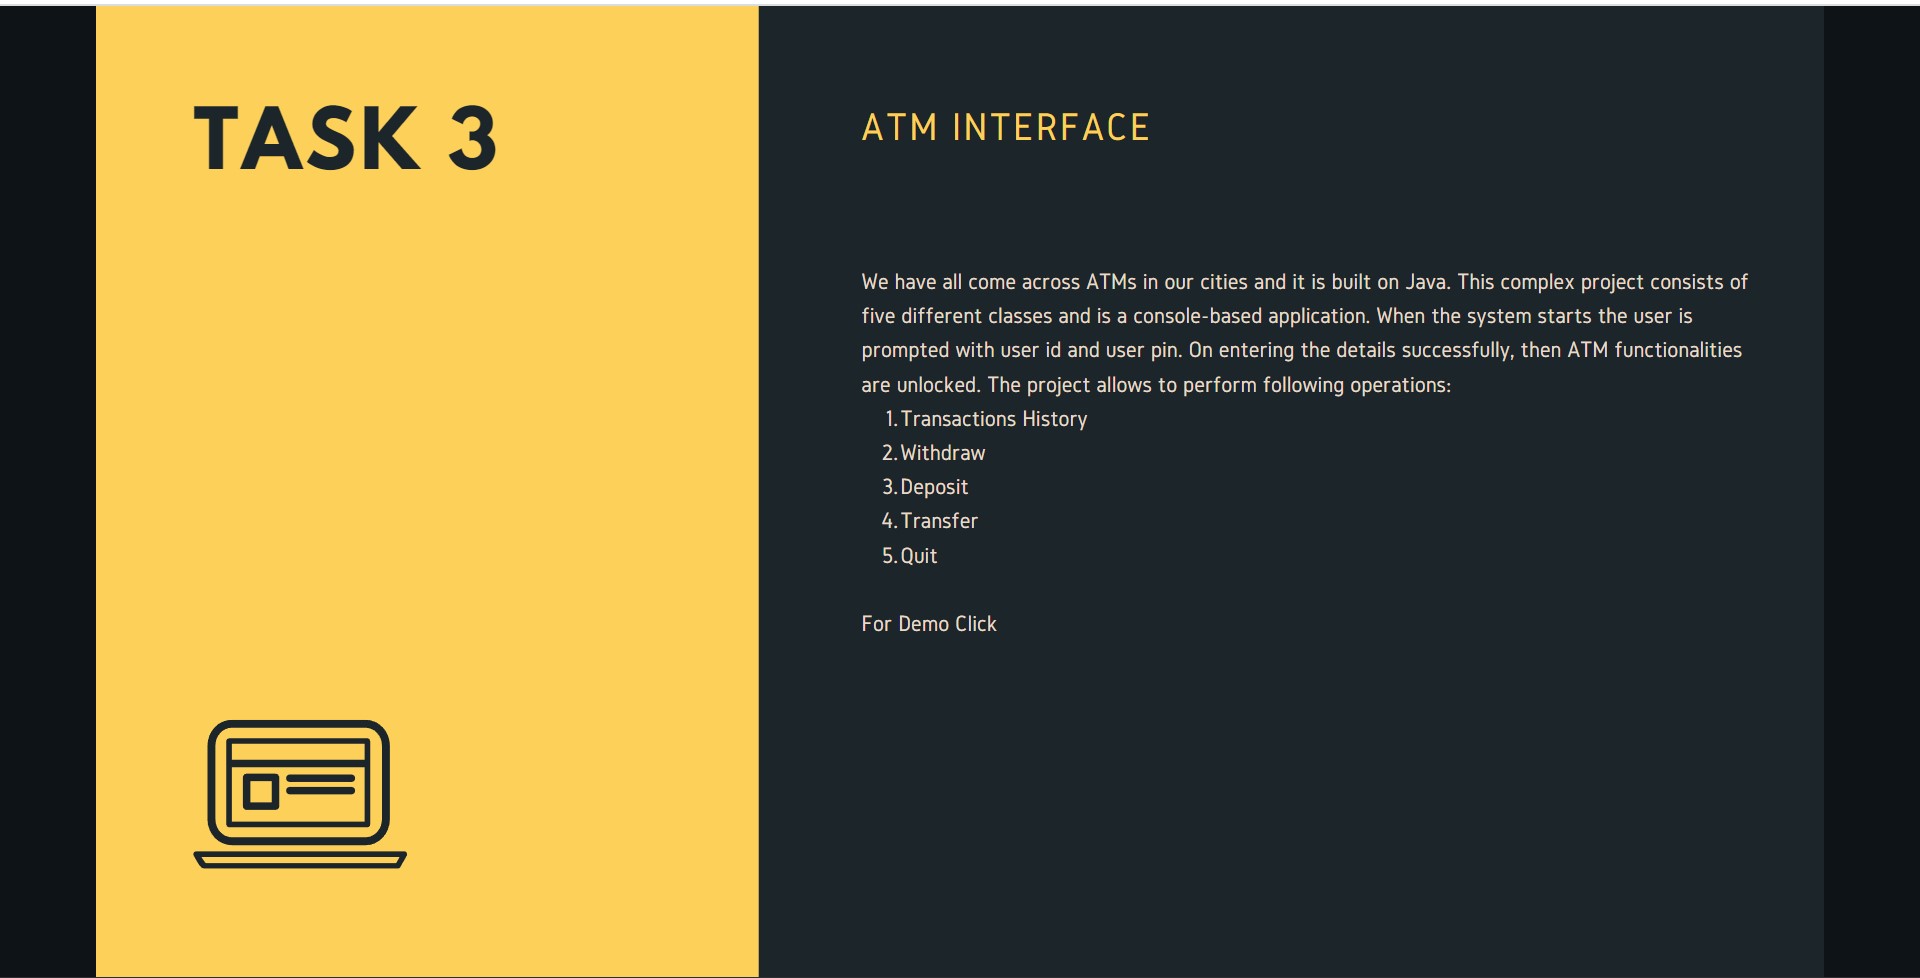 TASK 3
ATM INTERFACE
We have all come across ATMs in our cities and it is built on Java. This complex project consists of
five different classes and is a console-based application. When the system starts the user is
prompted with user id and user pin. On entering the details successfully, then ATM functionalities
are unlocked. The project allows to perform following operations:
1. Transactions History
2. Withdraw
3. Deposit
4. Transfer
5. Quit
For Demo Click